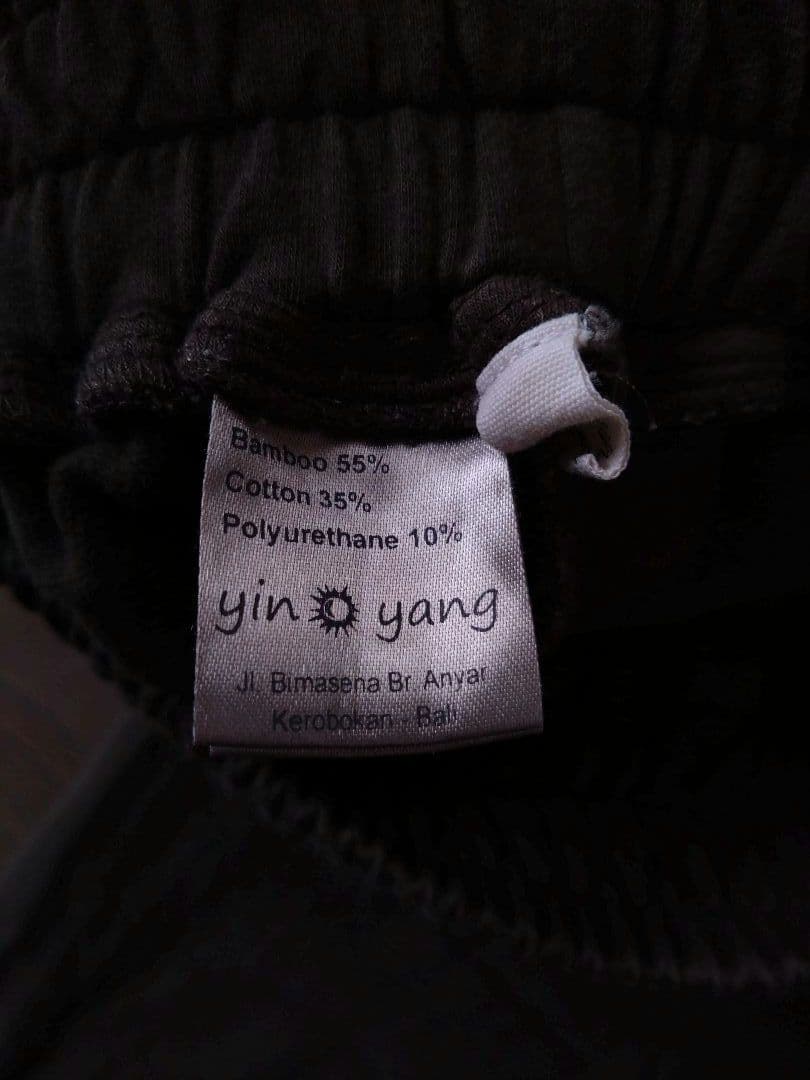 Bamboo 55%
Cotton 35%
Polyurethane 10%
yin yang
Jl. Bimasena Br. Anyar
Kerobokan - Bali